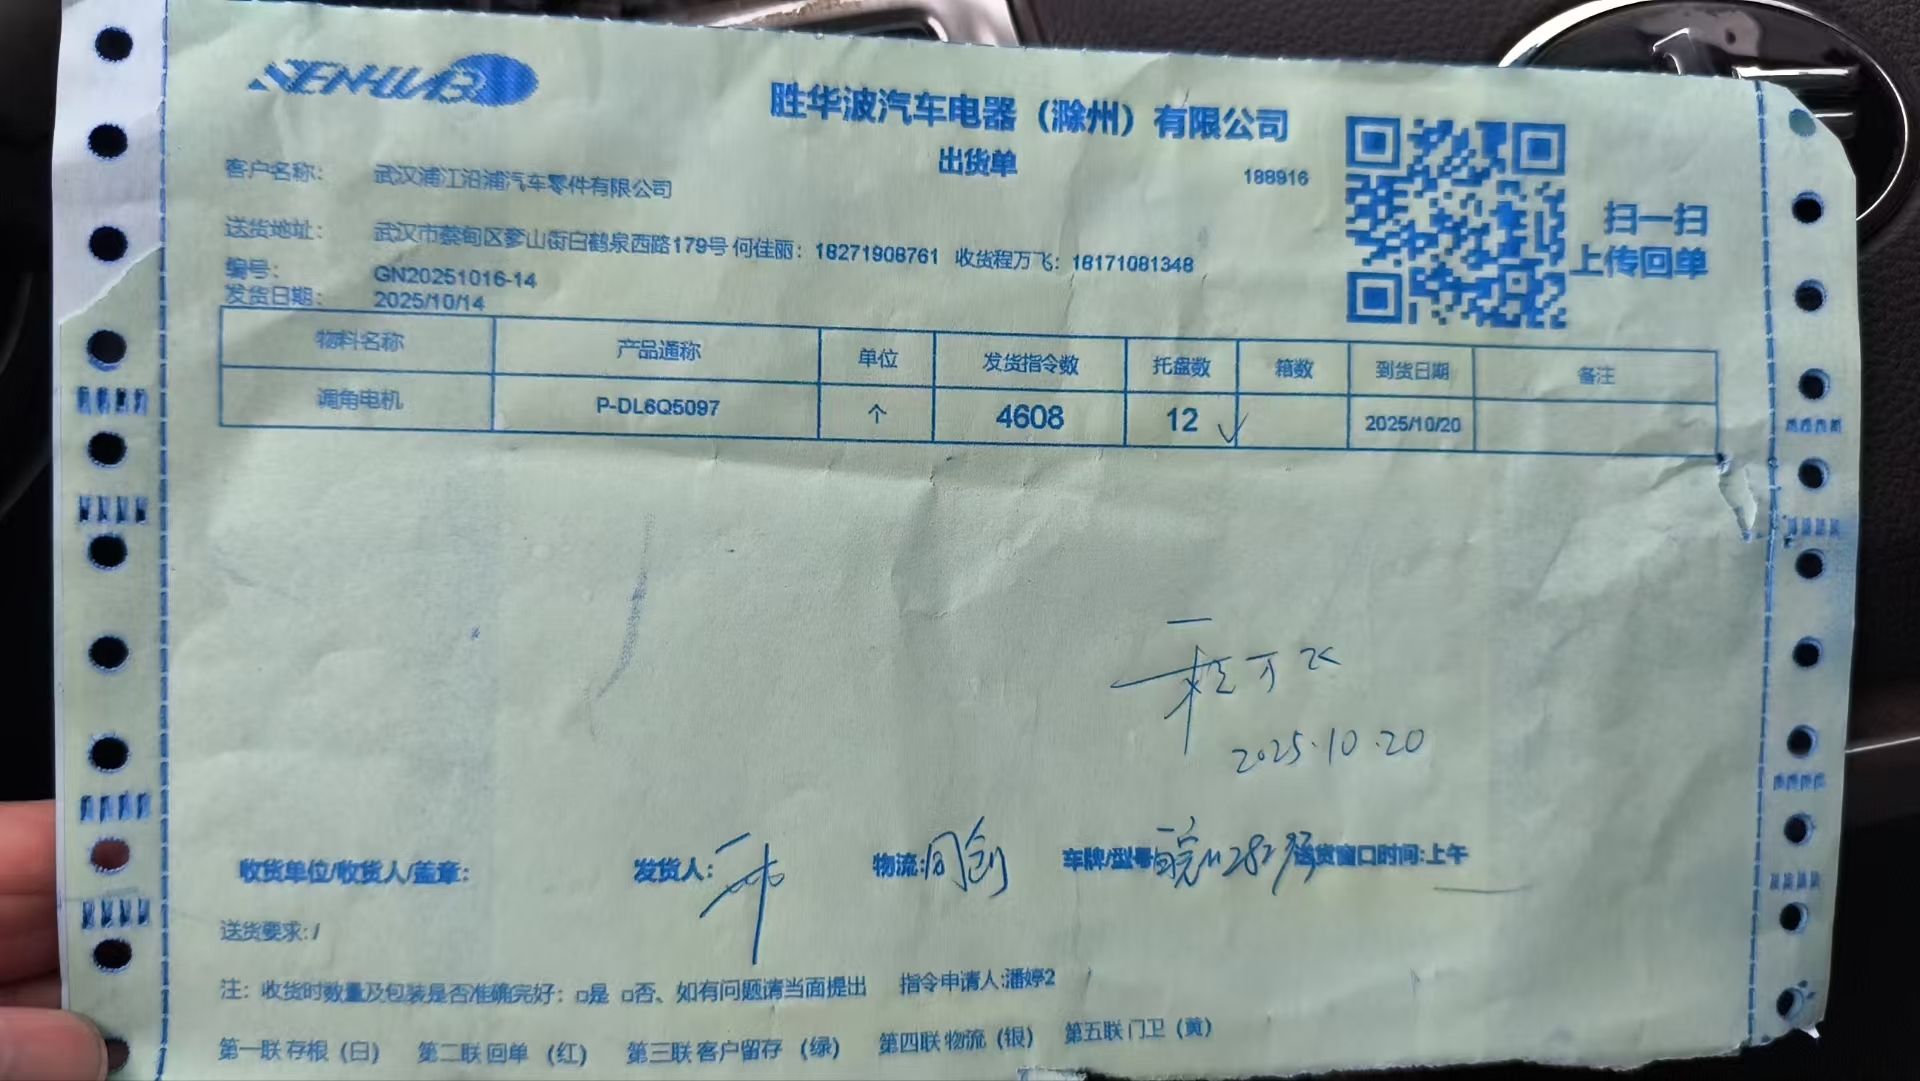 SENHWABO
胜华波汽车电器（滁州）有限公司
出货单
188916
扫一扫
上传回单
客户名称： 武汉浦江沿浦汽车零件有限公司
送货地址： 武汉市蔡甸区奓山街白鹤泉西路179号 何佳丽：18271908761 收货程万飞：18171081348
编号： GN20251016-14
发货日期： 2025/10/14
物料名称 产品通称 单位 发货指令数 托盘数 箱数 到货日期 备注
调角电机 P-DL6Q5097 个 4608 12 ✓ 2025/10/20
程万飞
2025.10.20
收货单位/收货人/盖章： 发货人： 物流: 车牌/型号 皖 送货窗口时间:上午
送货要求:/
注：收货时数量及包装是否准确完好：□是 □否、如有问题请当面提出 指令申请人:潘婷2
第一联 存根（白） 第二联 回单 （红） 第三联 客户留存 （绿） 第四联 物流（银） 第五联 门卫（黄）